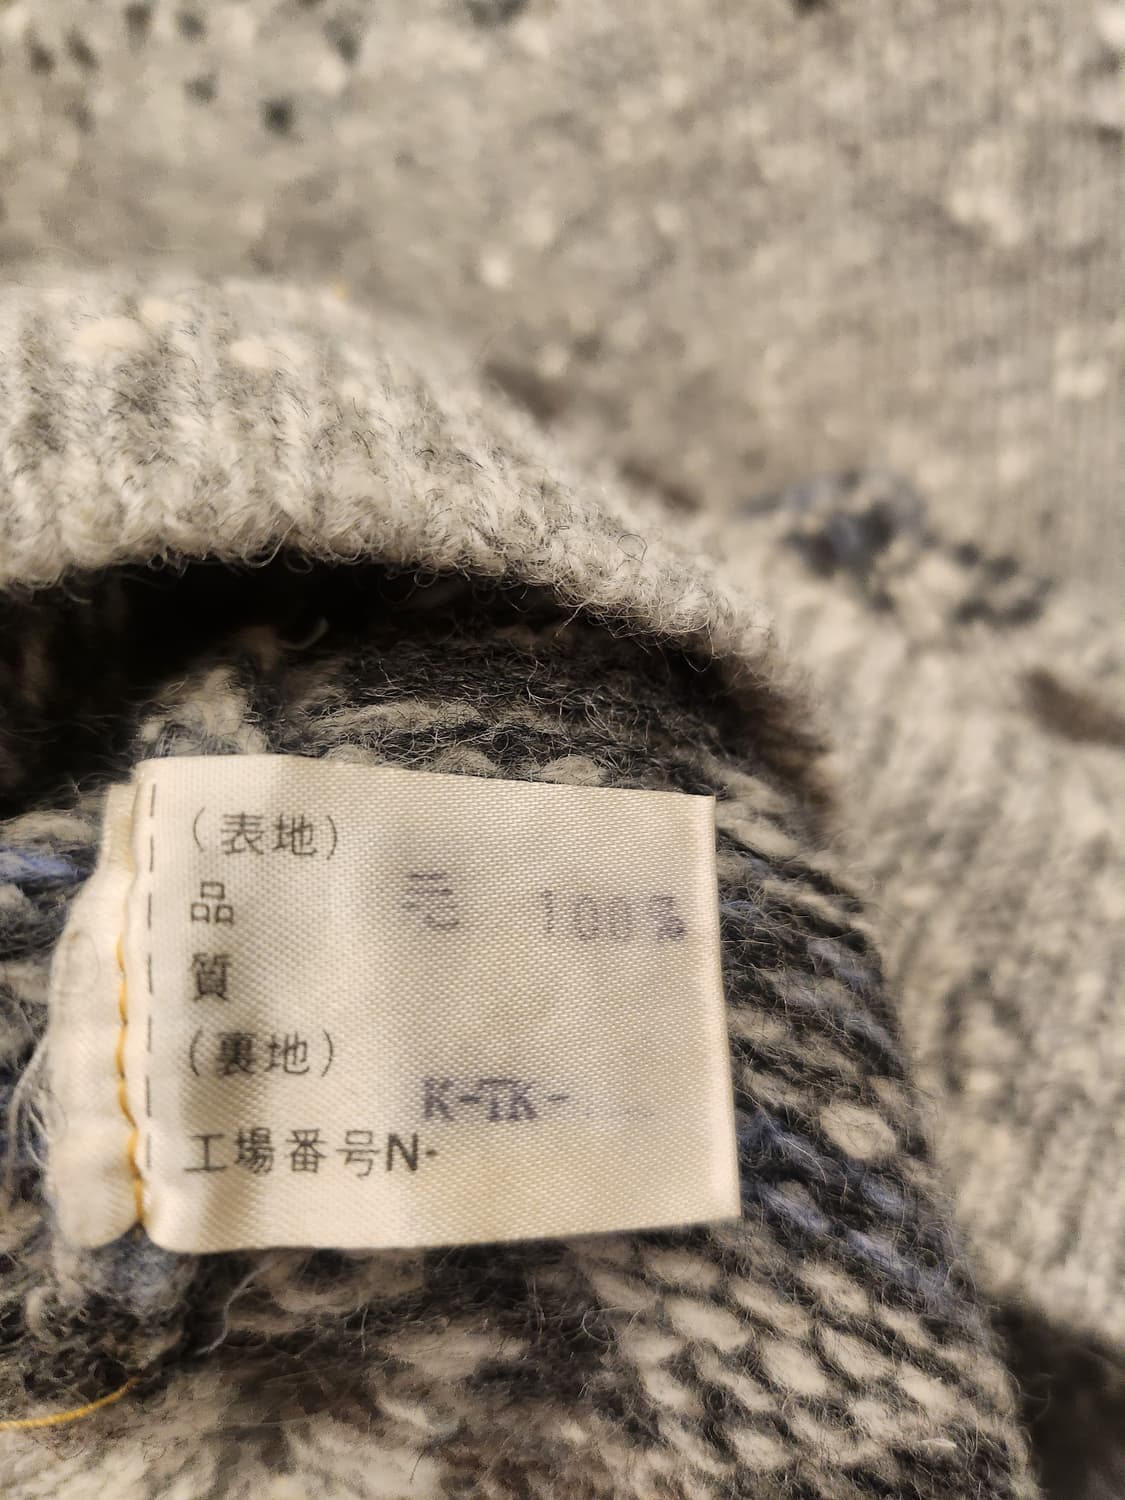 (表地)
品 毛 100%
質
(裏地)
K-TK-
工場番号N-